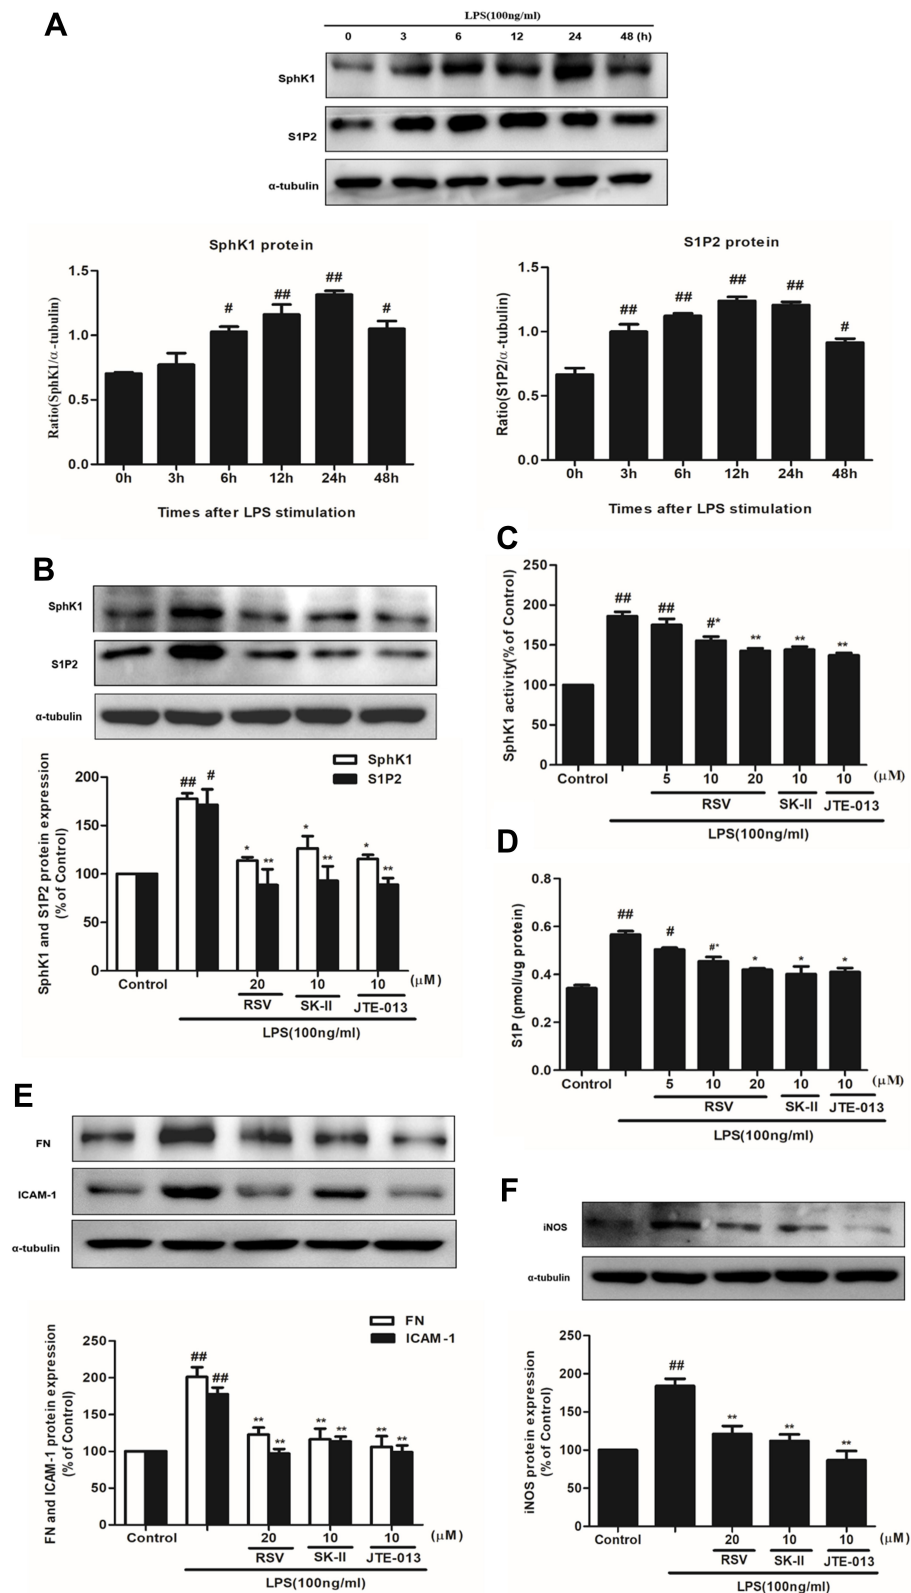 A
LPS(100ng/ml)
0 3 6 12 24 48 (h)
SphK1
S1P2
α-tubulin
SphK1 protein
Ratio(SphK1/α-tubulin)
1.5
1.0
0.5
0.0
# ## ## #
0h 3h 6h 12h 24h 48h
Times after LPS stimulation
S1P2 protein
Ratio(S1P2/α-tubulin)
1.5
1.0
0.5
0.0
## ## ## ## #
0h 3h 6h 12h 24h 48h
Times after LPS stimulation
B
SphK1
S1P2
α-tubulin
SphK1 and S1P2 protein expression
(% of Control)
200
150
100
50
0
SphK1
S1P2
## # * ** * ** * **
Control 20 10 10 (μM)
RSV SK-II JTE-013
LPS(100ng/ml)
C
SphK1 activity(% of Control)
250
200
150
100
50
0
## ## #* ** ** **
Control 5 10 20 10 10 (μM)
RSV SK-II JTE-013
LPS(100ng/ml)
D
S1P (pmol/ug protein)
0.8
0.6
0.4
0.2
0.0
## # #* * * *
Control 5 10 20 10 10 (μM)
RSV SK-II JTE-013
LPS(100ng/ml)
E
FN
ICAM-1
α-tubulin
FN and ICAM-1 protein expression
(% of Control)
250
200
150
100
50
0
FN
ICAM-1
## ## ** ** ** ** ** **
Control 20 10 10 (μM)
RSV SK-II JTE-013
LPS(100ng/ml)
F
iNOS
α-tubulin
iNOS protein expression
(% of Control)
250
200
150
100
50
0
## ** ** **
Control 20 10 10 (μM)
RSV SK-II JTE-013
LPS(100ng/ml)